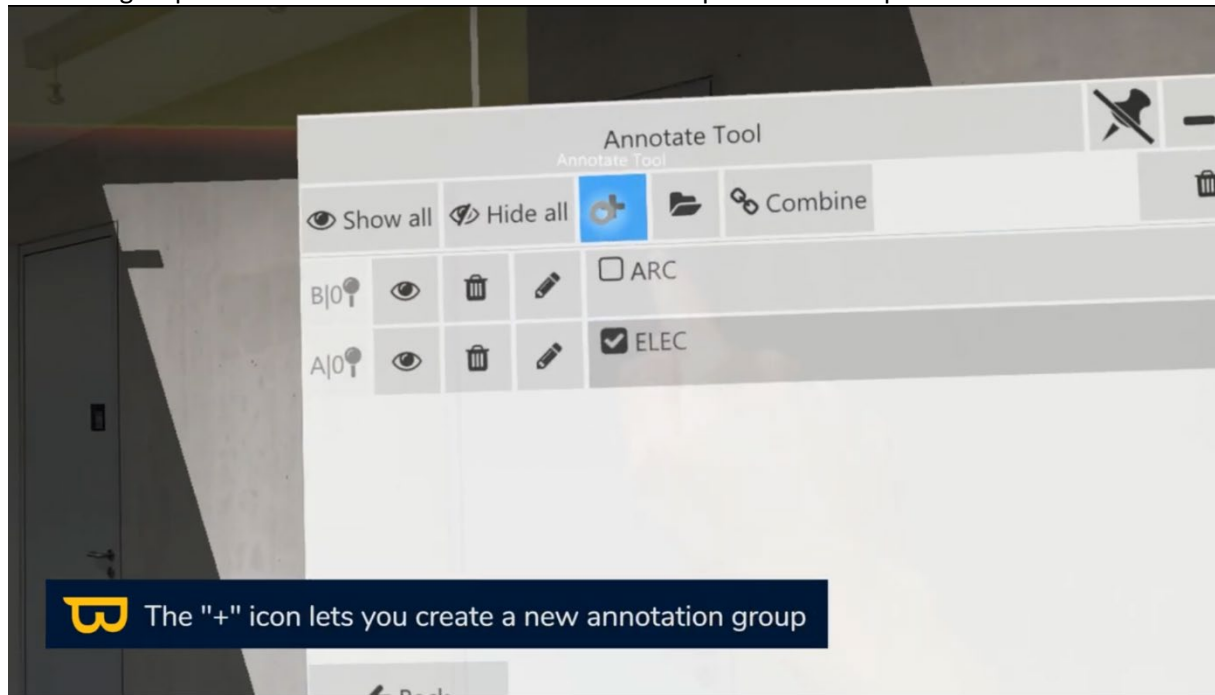 Annotate Tool
Annotate Tool
Show all Hide all Combine
B|0 ARC
A|0 ELEC
The "+" icon lets you create a new annotation group